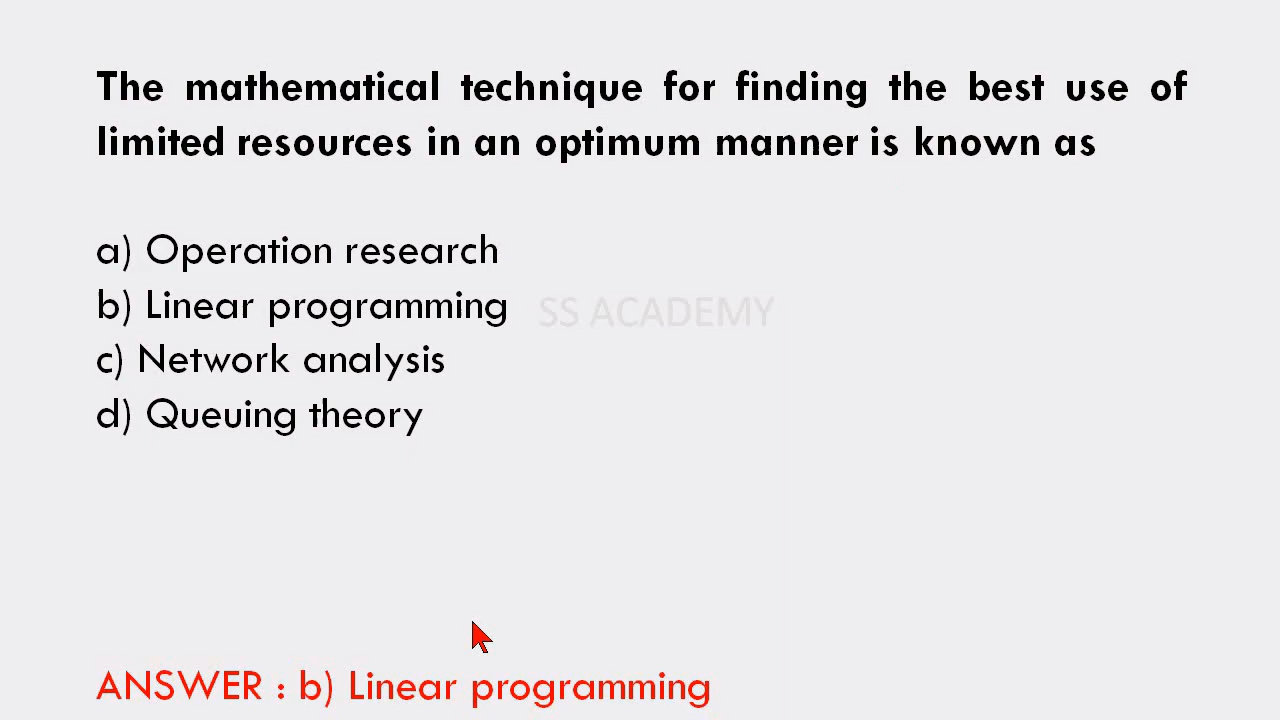 The mathematical technique for finding the best use of
limited resources in an optimum manner is known as
a) Operation research
b) Linear programming
SS ACADEMY
c) Network analysis
d) Queuing theory
ANSWER : b) Linear programming